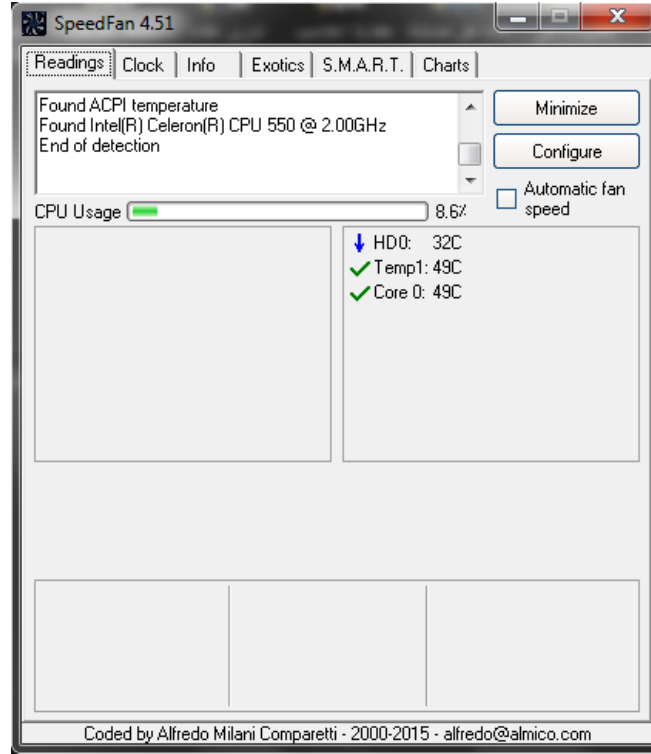 SpeedFan 4.51
Readings Clock Info Exotics S.M.A.R.T. Charts
Found ACPI temperature
Found Intel(R) Celeron(R) CPU 550 @ 2.00GHz
End of detection
Minimize
Configure
Automatic fan
speed
CPU Usage 8.6%
HD0: 32C
Temp1: 49C
Core 0: 49C
Coded by Alfredo Milani Comparetti - 2000-2015 - alfredo@almico.com